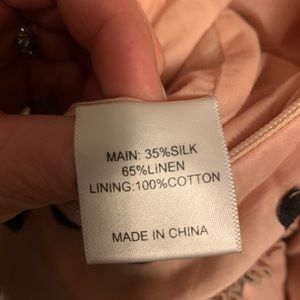 MAIN: 35%SILK
65%LINEN
LINING:100%COTTON
MADE IN CHINA